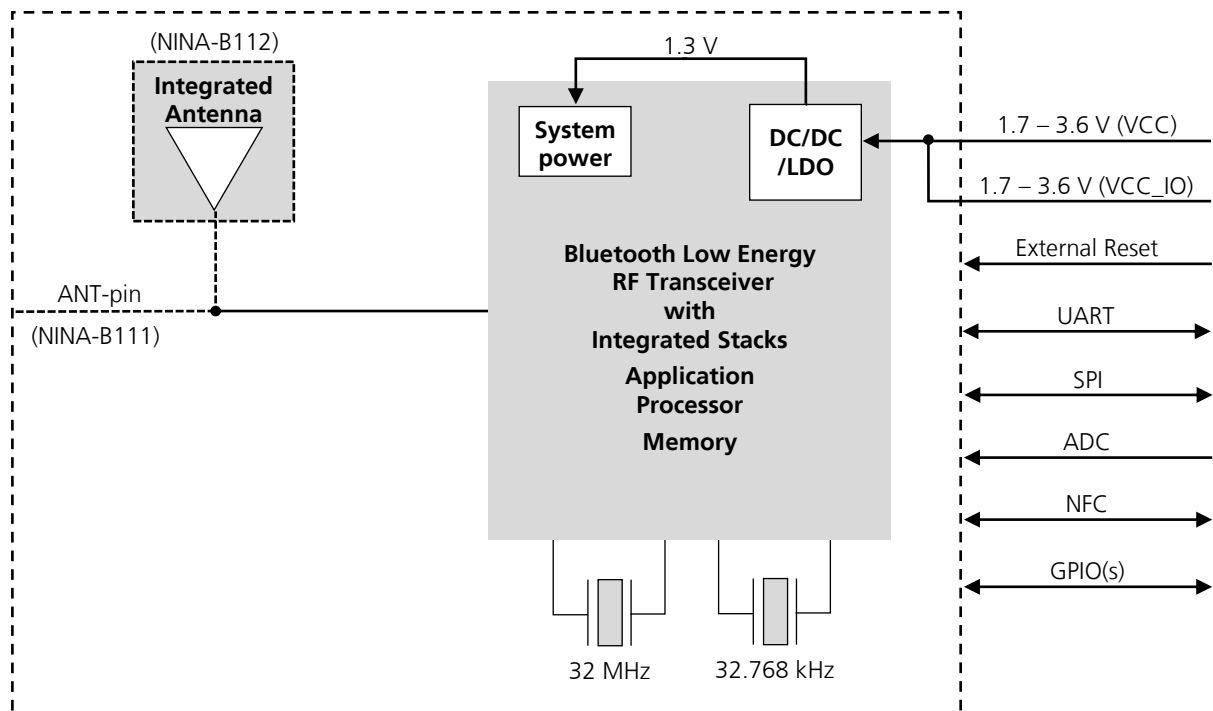 (NINA-B112)
Integrated
Antenna
ANT-pin
(NINA-B111)
1.3 V
System
power
DC/DC
/LDO
Bluetooth Low Energy
RF Transceiver
with
Integrated Stacks
Application
Processor
Memory
32 MHz
32.768 kHz
1.7 – 3.6 V (VCC)
1.7 – 3.6 V (VCC_IO)
External Reset
UART
SPI
ADC
NFC
GPIO(s)